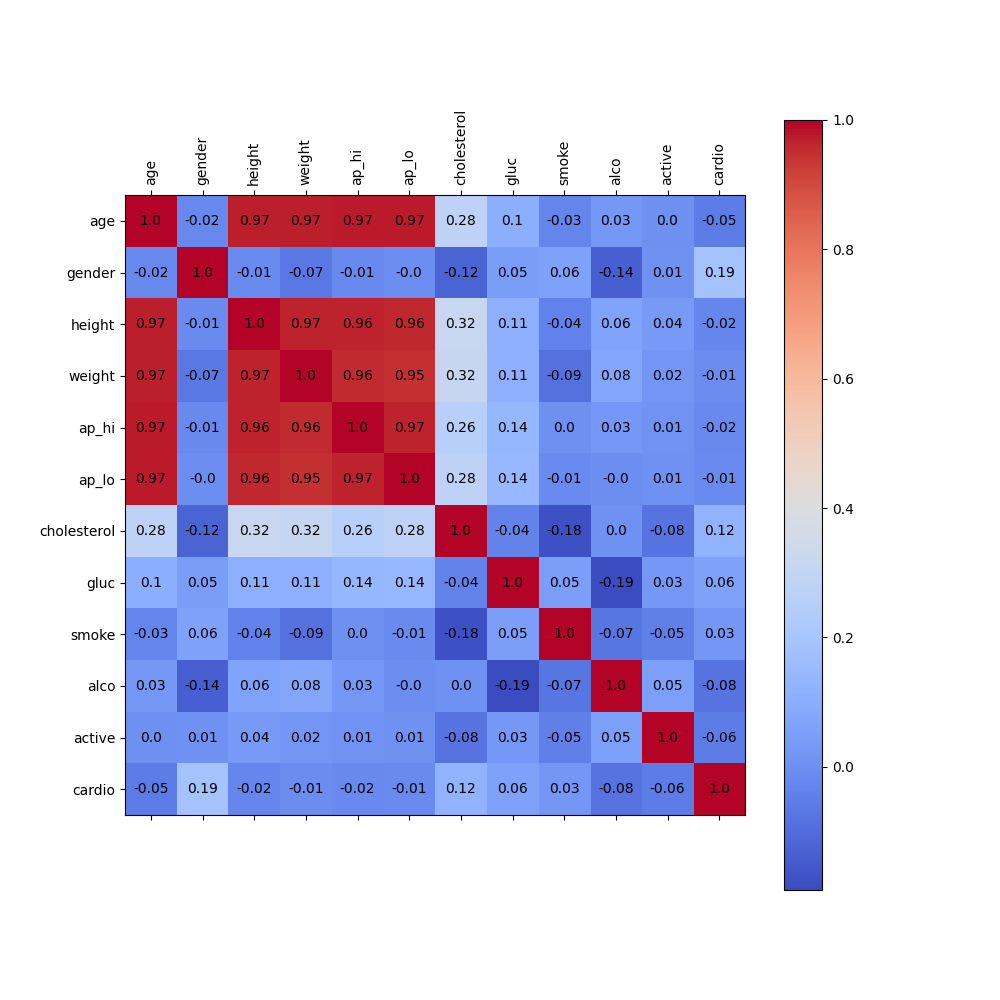 age gender height weight ap_hi ap_lo cholesterol gluc smoke alco active cardio
age 1.0 -0.02 0.97 0.97 0.97 0.97 0.28 0.1 -0.03 0.03 0.0 -0.05
gender -0.02 1.0 -0.01 -0.07 -0.01 -0.0 -0.12 0.05 0.06 -0.14 0.01 0.19
height 0.97 -0.01 1.0 0.97 0.96 0.96 0.32 0.11 -0.04 0.06 0.04 -0.02
weight 0.97 -0.07 0.97 1.0 0.96 0.95 0.32 0.11 -0.09 0.08 0.02 -0.01
ap_hi 0.97 -0.01 0.96 0.96 1.0 0.97 0.26 0.14 0.0 0.03 0.01 -0.02
ap_lo 0.97 -0.0 0.96 0.95 0.97 1.0 0.28 0.14 -0.01 -0.0 0.01 -0.01
cholesterol 0.28 -0.12 0.32 0.32 0.26 0.28 1.0 -0.04 -0.18 0.0 -0.08 0.12
gluc 0.1 0.05 0.11 0.11 0.14 0.14 -0.04 1.0 0.05 -0.19 0.03 0.06
smoke -0.03 0.06 -0.04 -0.09 0.0 -0.01 -0.18 0.05 1.0 -0.07 -0.05 0.03
alco 0.03 -0.14 0.06 0.08 0.03 -0.0 0.0 -0.19 -0.07 1.0 0.05 -0.08
active 0.0 0.01 0.04 0.02 0.01 0.01 -0.08 0.03 -0.05 0.05 1.0 -0.06
cardio -0.05 0.19 -0.02 -0.01 -0.02 -0.01 0.12 0.06 0.03 -0.08 -0.06 1.0
1.0
0.8
0.6
0.4
0.2
0.0